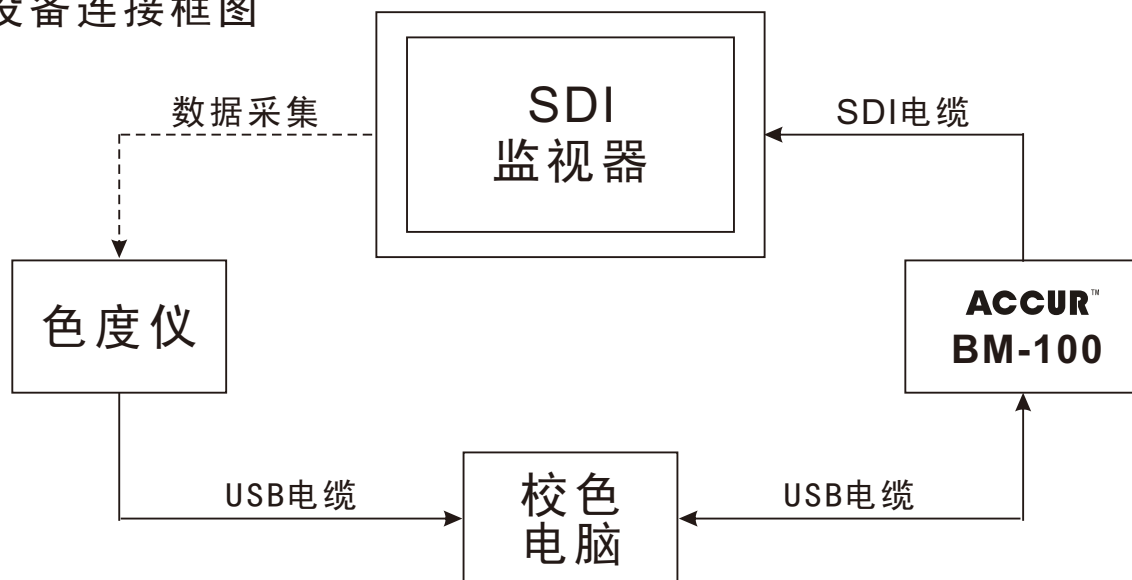 设备连接框图
SDI
监视器
数据采集
SDI电缆
色度仪
ACCUR™
BM-100
USB电缆
校色
电脑
USB电缆